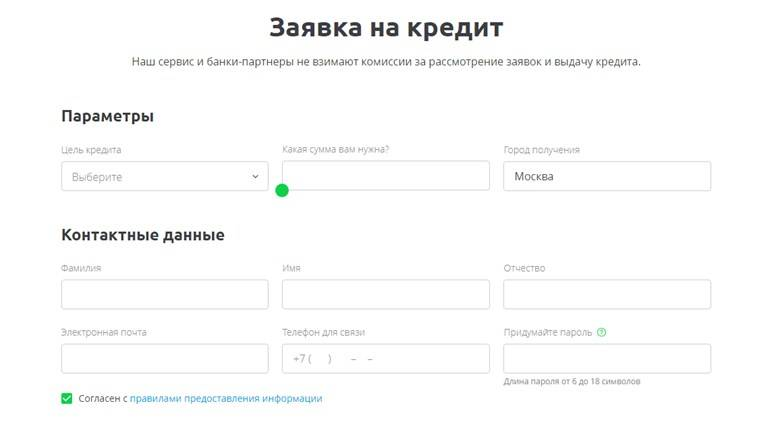 Заявка на кредит
Наш сервис и банки-партнеры не взимают комиссии за рассмотрение заявок и выдачу кредита.
Параметры
Цель кредита
Какая сумма вам нужна?
Город получения
Выберите
Москва
Контактные данные
Фамилия
Имя
Отчество
Электронная почта
Телефон для связи
Придумайте пароль ?
+7 ( ) – –
Длина пароля от 6 до 18 символов
Согласен с правилами предоставления информации